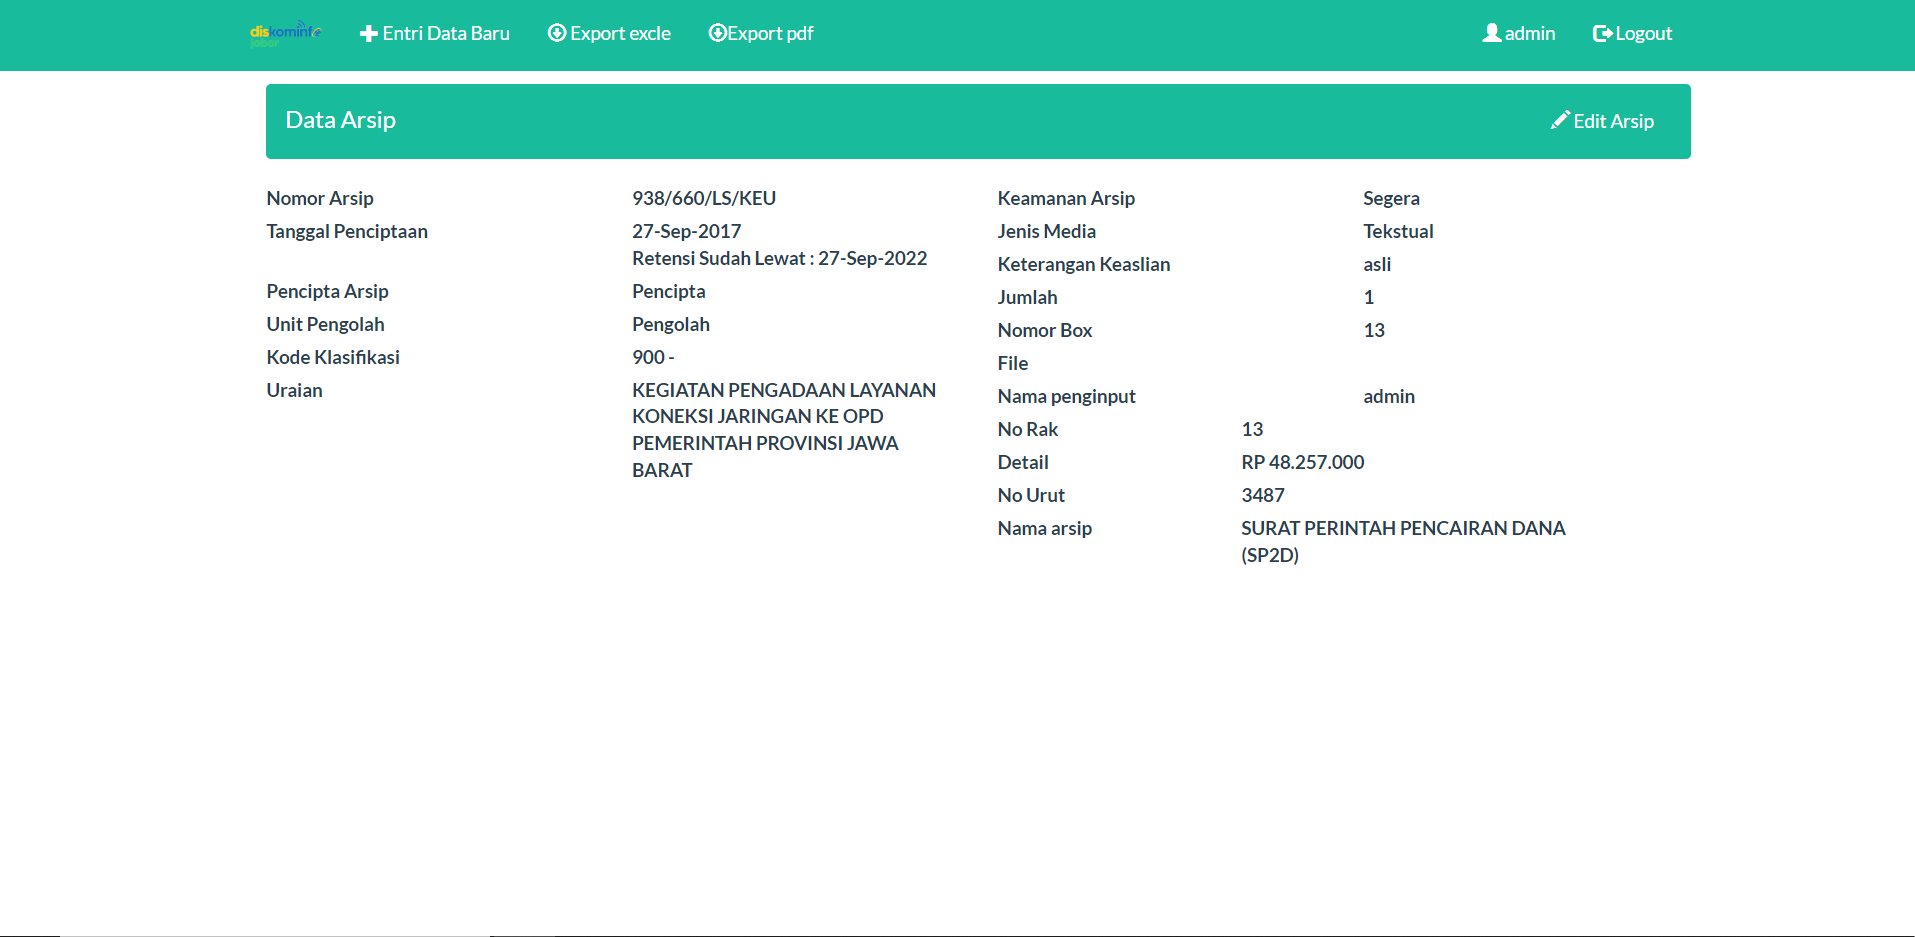 diskominfo
jabar
Entri Data Baru
Export excle
Export pdf
admin
Logout
Data Arsip
Edit Arsip
Nomor Arsip 938/660/LS/KEU
Tanggal Penciptaan 27-Sep-2017
Retensi Sudah Lewat : 27-Sep-2022
Pencipta Arsip Pencipta
Unit Pengolah Pengolah
Kode Klasifikasi 900 -
Uraian KEGIATAN PENGADAAN LAYANAN
KONEKSI JARINGAN KE OPD
PEMERINTAH PROVINSI JAWA
BARAT
Keamanan Arsip Segera
Jenis Media Tekstual
Keterangan Keaslian asli
Jumlah 1
Nomor Box 13
File
Nama penginput admin
No Rak 13
Detail RP 48.257.000
No Urut 3487
Nama arsip SURAT PERINTAH PENCAIRAN DANA
(SP2D)